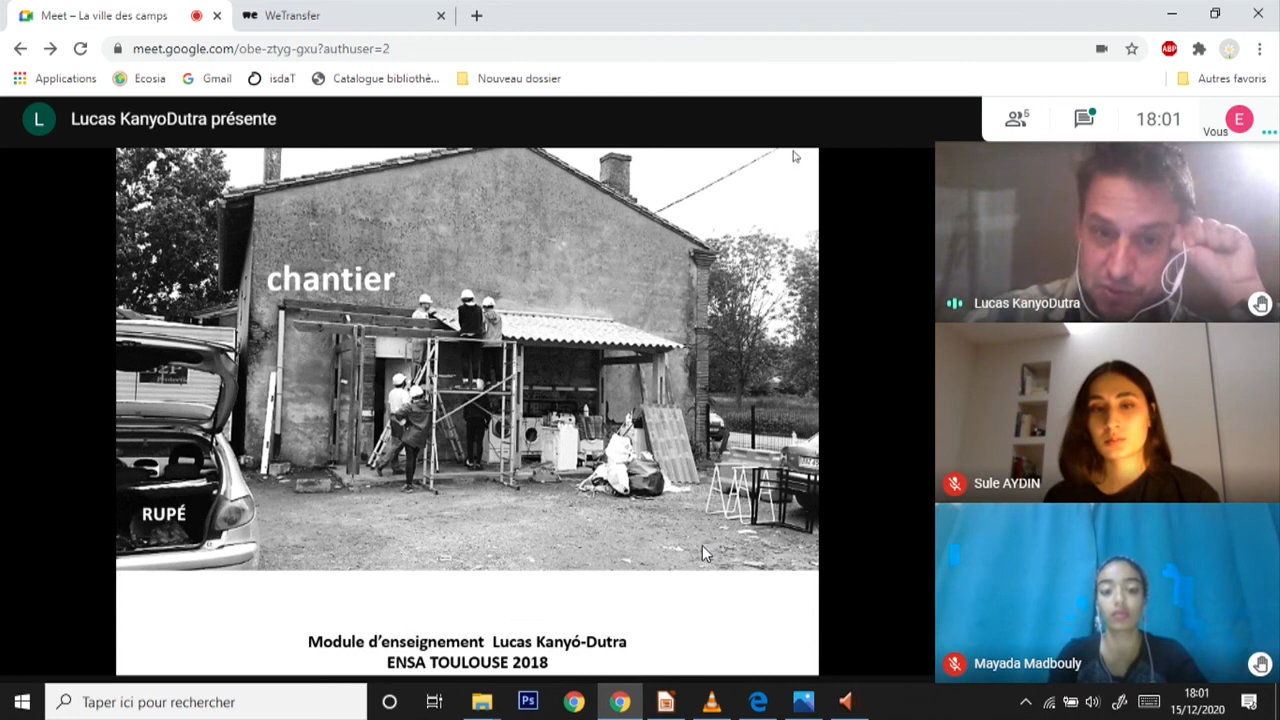 Meet – La ville des camps
WeTransfer
meet.google.com/obe-ztyg-gxu?authuser=2
ABP
Applications
Ecosia
Gmail
isdaT
Catalogue bibliothé...
Nouveau dossier
Autres favoris
L
Lucas KanyoDutra présente
5
18:01
Vous
E
chantier
RUPÉ
Module d'enseignement Lucas Kanyó-Dutra
ENSA TOULOUSE 2018
Lucas KanyoDutra
Sule AYDIN
Mayada Madbouly
Taper ici pour rechercher
Ps
18:01
15/12/2020